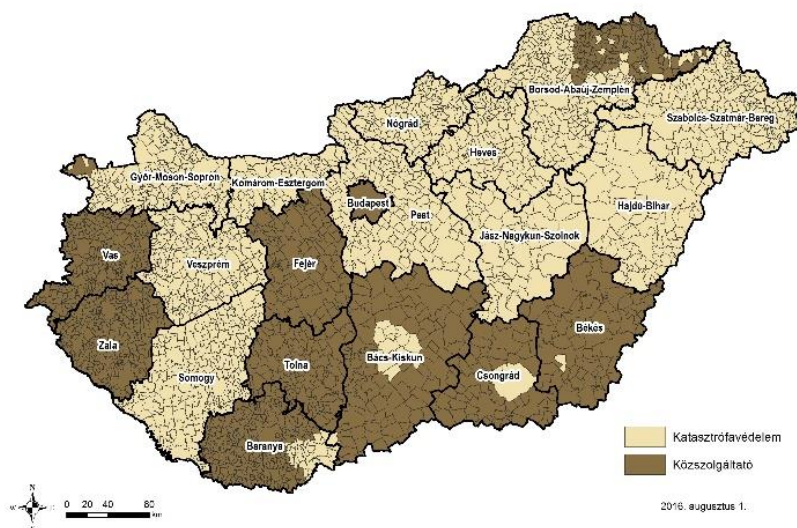 Borsod-Abaúj-Zemplén
Szabolcs-Szatmár-Bereg
Nógrád
Heves
Győr-Moson-Sopron
Komárom-Esztergom
Budapest
Pest
Hajdú-Bihar
Jász-Nagykun-Szolnok
Vas
Veszprém
Fejér
Zala
Békés
Tolna
Bács-Kiskun
Somogy
Csongrád
Baranya
Katasztrófavédelem
Közszolgáltató
N
W
E
S
0 20 40 80
km
2016. augusztus 1.